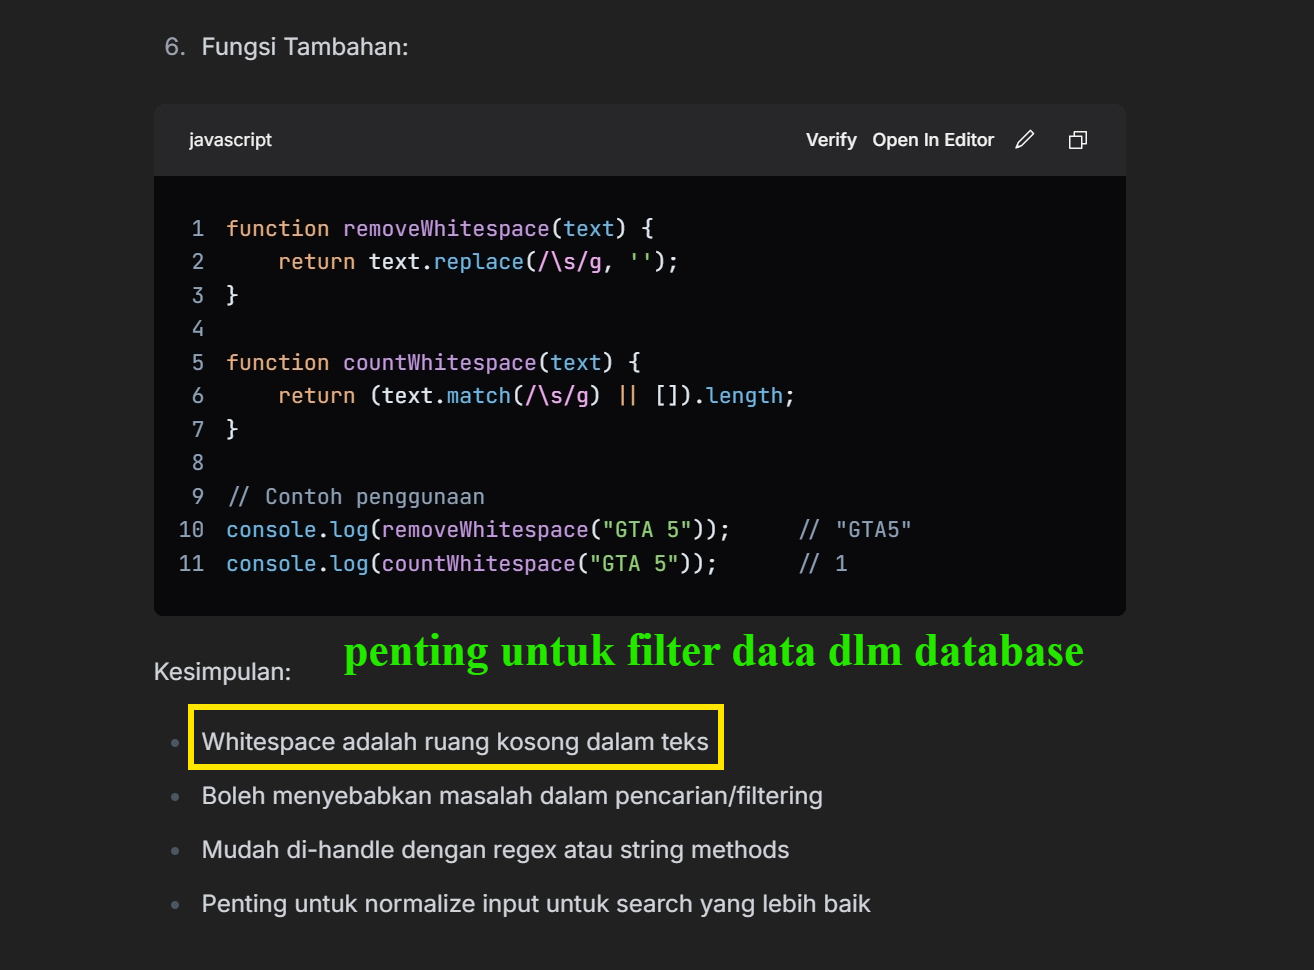 6. Fungsi Tambahan:
javascript Verify Open In Editor
1 function removeWhitespace(text) {
2     return text.replace(/\s/g, '');
3 }
4
5 function countWhitespace(text) {
6     return (text.match(/\s/g) || []).length;
7 }
8
9 // Contoh penggunaan
10 console.log(removeWhitespace("GTA 5"));     // "GTA5"
11 console.log(countWhitespace("GTA 5"));      // 1
penting untuk filter data dlm database
Kesimpulan:
• Whitespace adalah ruang kosong dalam teks
• Boleh menyebabkan masalah dalam pencarian/filtering
• Mudah di-handle dengan regex atau string methods
• Penting untuk normalize input untuk search yang lebih baik